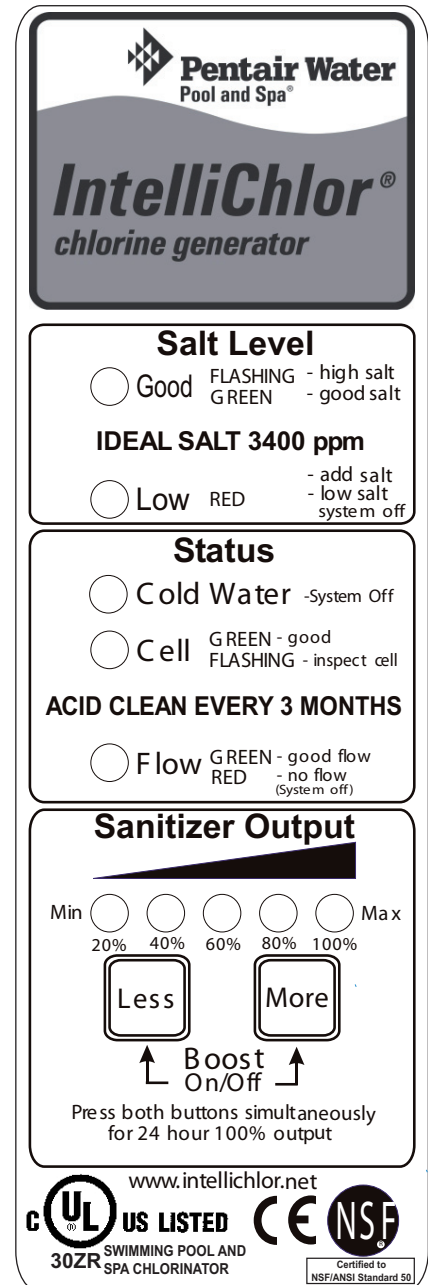 Pentair Water
Pool and Spa®
IntelliChlor®
chlorine generator
Salt Level
Good FLASHING - high salt
GREEN - good salt
IDEAL SALT 3400 ppm
- add salt
Low RED - low salt
system off
Status
Cold Water -System Off
Cell GREEN - good
FLASHING - inspect cell
ACID CLEAN EVERY 3 MONTHS
Flow GREEN - good flow
RED - no flow
(System off)
Sanitizer Output
Min Max
20% 40% 60% 80% 100%
Less More
Boost
On/Off
Press both buttons simultaneously
for 24 hour 100% output
www.intellichlor.net
C UL® US LISTED CE NSF®
30ZR SWIMMING POOL AND
SPA CHLORINATOR
Certified to
NSF/ANSI Standard 50